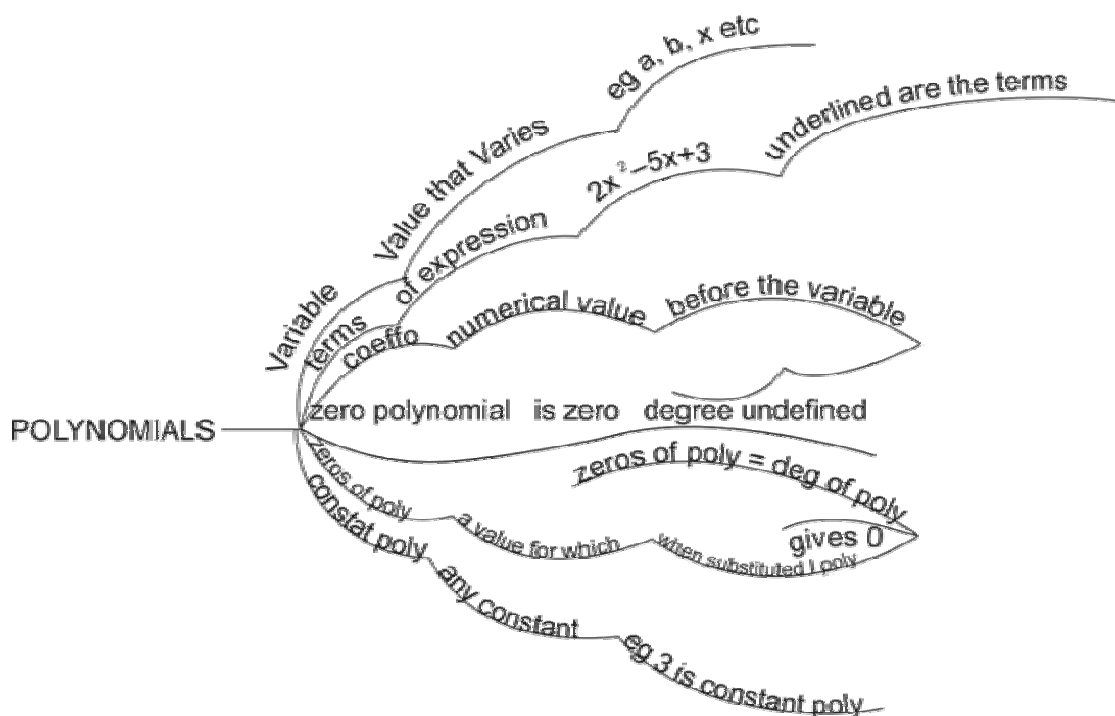 POLYNOMIALS
Variable
Value that Varies
eg a, b, x etc
terms
of expression
2x²–5x+3
underlined are the terms
coeffo
numerical value
before the variable
zero polynomial is zero degree undefined
zeros of poly
a value for which
when substituted I poly
gives 0
zeros of poly = deg of poly
constat poly
any constant
eg 3 is constant poly